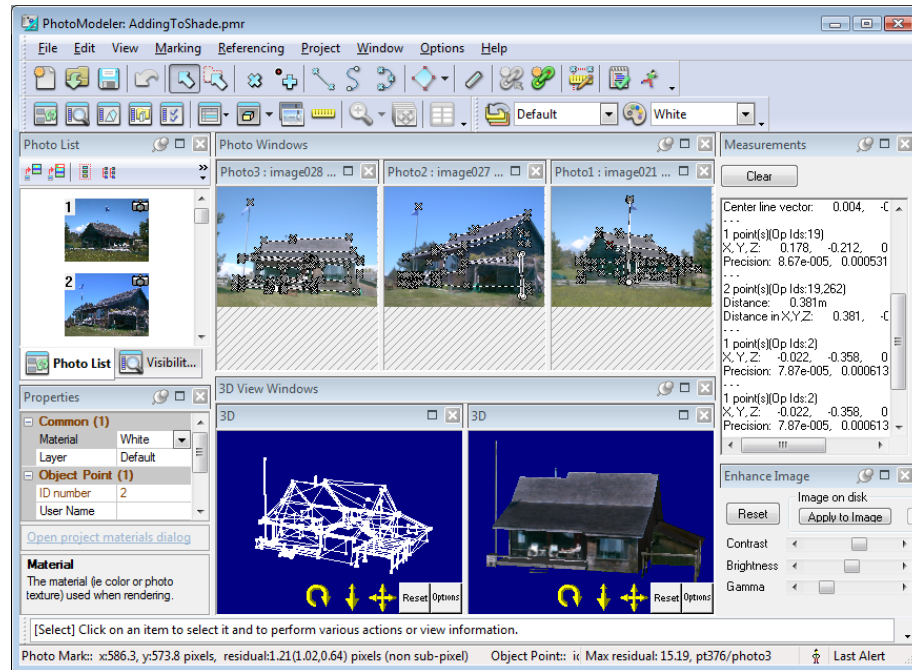 PhotoModeler: AddingToShade.pmr
File Edit View Marking Referencing Project Window Options Help
Default White
Photo List
1
2
Photo List Visibilit...
Photo Windows
Photo3 : image028 ... Photo2 : image027 ... Photo1 : image021 ...
Measurements
Clear
Center line vector: 0.004, -0
- - -
1 point(s)(Op Ids:19)
X, Y, Z: 0.178, -0.212, 0
Precision: 8.67e-005, 0.000531
- - -
2 point(s)(Op Ids:19,262)
Distance: 0.381m
Distance in X,Y,Z: 0.381, -0
- - -
1 point(s)(Op Ids:2)
X, Y, Z: -0.022, -0.358, 0
Precision: 7.87e-005, 0.000613
- - -
1 point(s)(Op Ids:2)
X, Y, Z: -0.022, -0.358, 0
Precision: 7.87e-005, 0.000613
Properties
Common (1)
Material White
Layer Default
Object Point (1)
ID number 2
User Name
Open project materials dialog
Material
The material (ie color or photo
texture) used when rendering.
3D View Windows
3D 3D
Reset Options Reset Options
Enhance Image
Image on disk
Reset Apply to Image
Contrast
Brightness
Gamma
[Select] Click on an item to select it and to perform various actions or view information.
Photo Mark:: x:586.3, y:573.8 pixels, residual:1.21(1.02,0.64) pixels (non sub-pixel) Object Point:: Max residual: 15.19, pt376/photo3 Last Alert